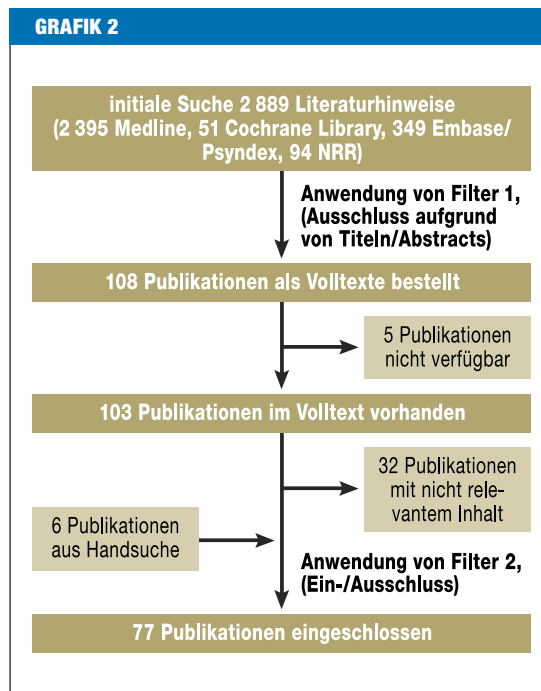 GRAFIK 2
initiale Suche 2 889 Literaturhinweise
(2 395 Medline, 51 Cochrane Library, 349 Embase/
Psyndex, 94 NRR)
Anwendung von Filter 1,
(Ausschluss aufgrund
von Titeln/Abstracts)
108 Publikationen als Volltexte bestellt
5 Publikationen
nicht verfügbar
103 Publikationen im Volltext vorhanden
32 Publikationen
mit nicht rele-
vantem Inhalt
6 Publikationen
aus Handsuche
Anwendung von Filter 2,
(Ein-/Ausschluss)
77 Publikationen eingeschlossen